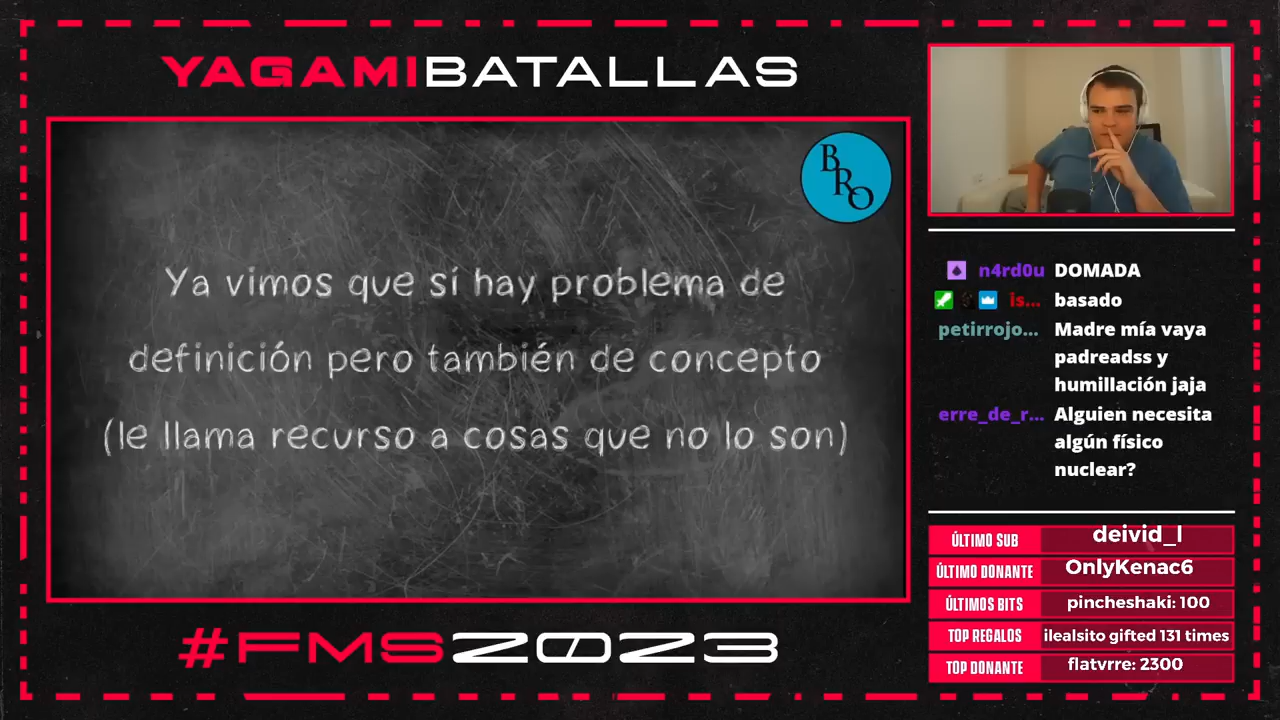 YAGAMIBATALLAS
BRO
Ya vimos que sí hay problema de
definición pero también de concepto
(le llama recurso a cosas que no lo son)
#FMS2023
n4rd0u DOMADA
is... basado
petirrojo... Madre mía vaya
padreadss y
humillación jaja
erre_de_r... Alguien necesita
algún físico
nuclear?
ÚLTIMO SUB deivid_l
ÚLTIMO DONANTE OnlyKenac6
ÚLTIMOS BITS pincheshaki: 100
TOP REGALOS ilealsito gifted 131 times
TOP DONANTE flatvrre: 2300